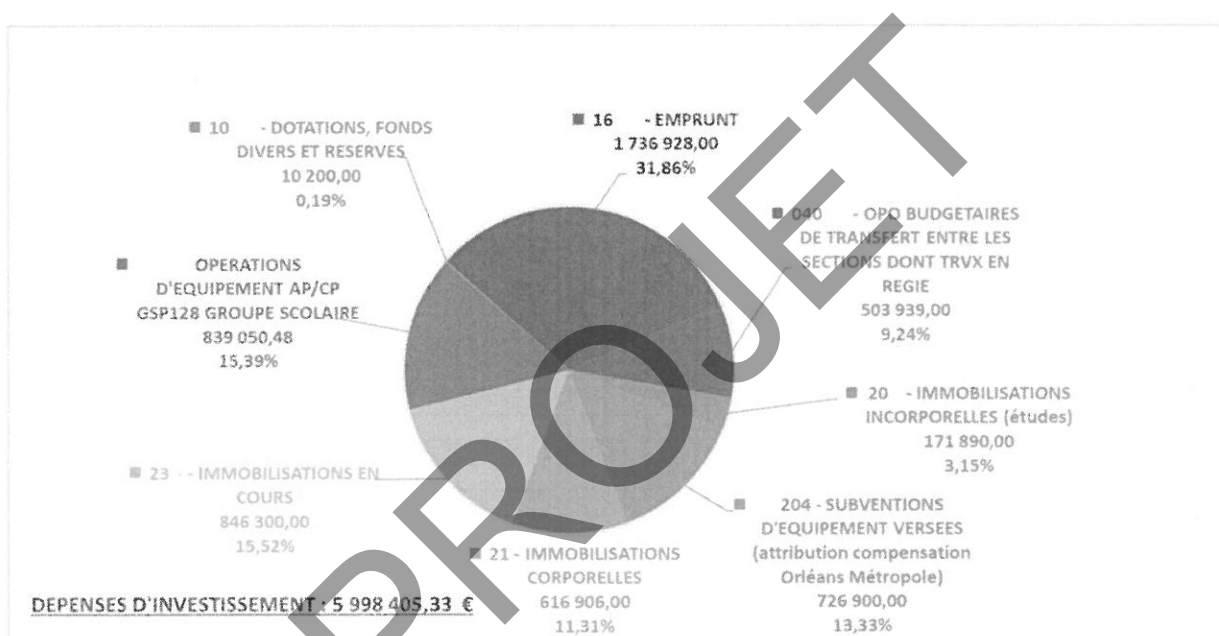 10 - DOTATIONS, FONDS
DIVERS ET RESERVES
10 200,00
0,19%
16 - EMPRUNT
1 736 928,00
31,86%
040 - OPO BUDGETAIRES
DE TRANSFERT ENTRE LES
SECTIONS DONT TRVX EN
REGIE
503 939,00
9,24%
OPERATIONS
D'EQUIPEMENT AP/CP
GSP128 GROUPE SCOLAIRE
839 050,48
15,39%
20 - IMMOBILISATIONS
INCORPORELLES (études)
171 890,00
3,15%
23 - - IMMOBILISATIONS EN
COURS
846 300,00
15,52%
204 - SUBVENTIONS
D'EQUIPEMENT VERSEES
(attribution compensation
Orléans Métropole)
726 900,00
13,33%
21 - IMMOBILISATIONS
CORPORELLES
616 906,00
11,31%
DEPENSES D'INVESTISSEMENT : 5 998 405,33 €
PROJET